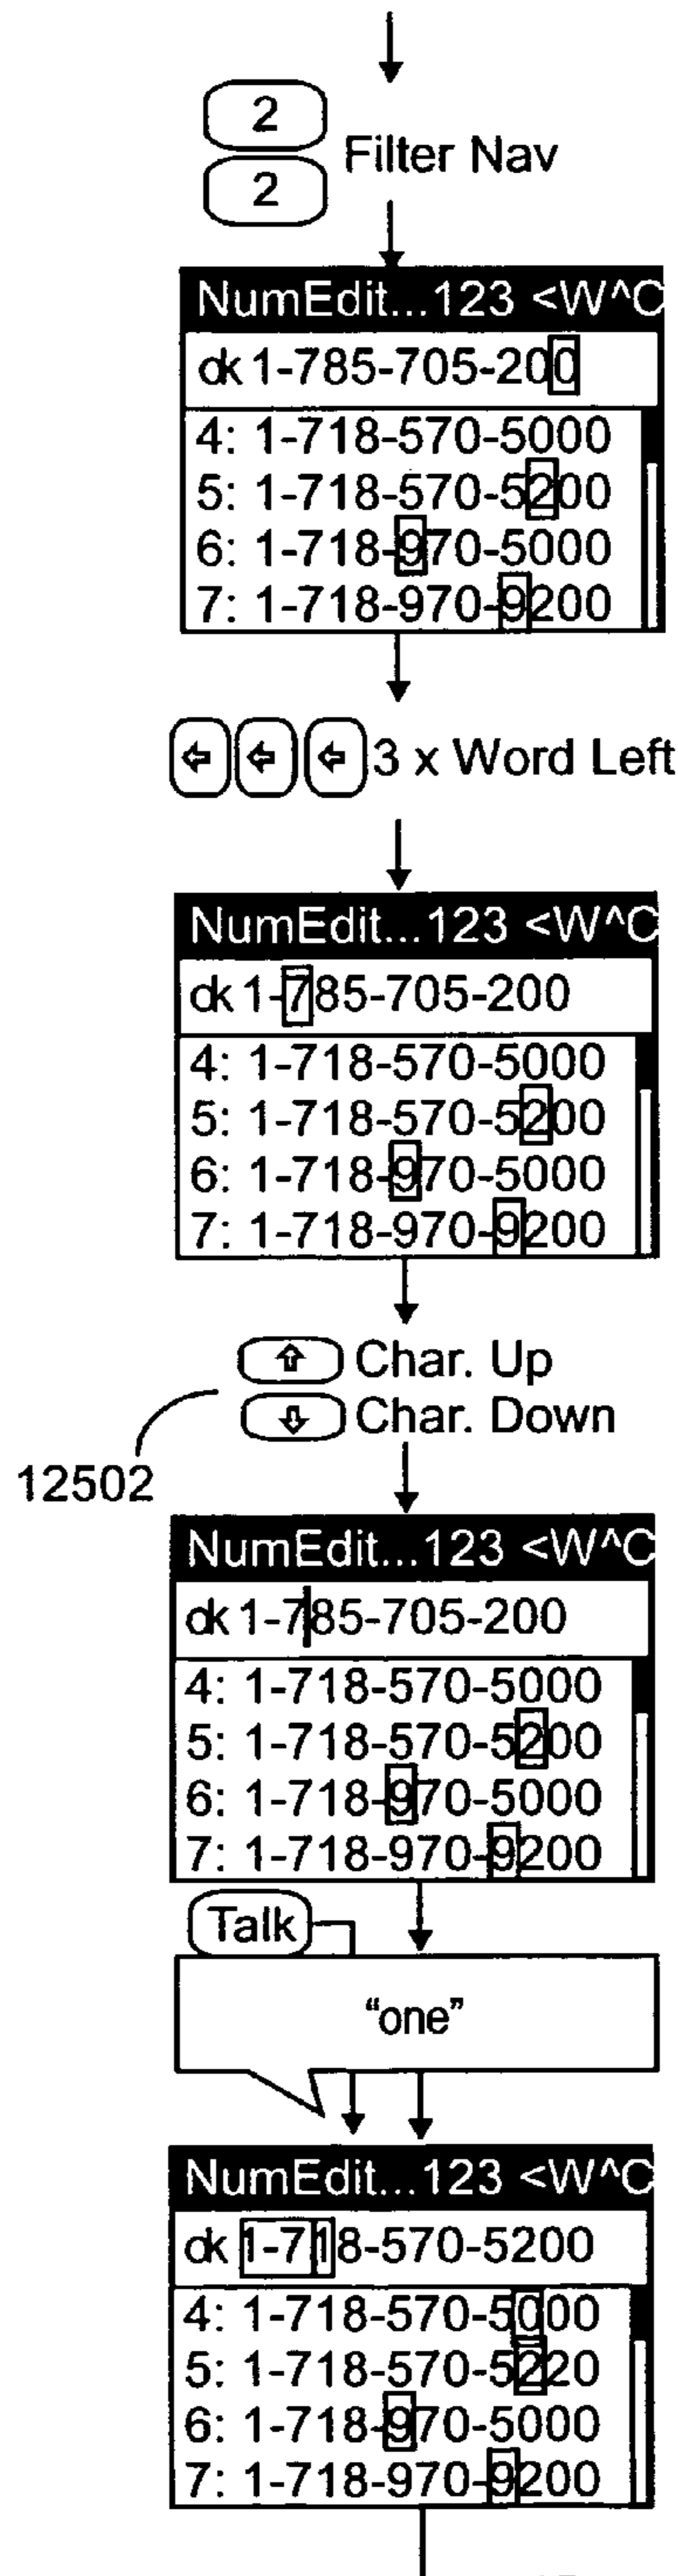 2
2
Filter Nav
NumEdit...123 <W^C
dk 1-785-705-200
4: 1-718-570-5000
5: 1-718-570-5200
6: 1-718-970-5000
7: 1-718-970-9200
⇦ ⇦ ⇦ 3 x Word Left
NumEdit...123 <W^C
dk 1-785-705-200
4: 1-718-570-5000
5: 1-718-570-5200
6: 1-718-970-5000
7: 1-718-970-9200
⇧ Char. Up
⇩ Char. Down
12502
NumEdit...123 <W^C
dk 1-785-705-200
4: 1-718-570-5000
5: 1-718-570-5200
6: 1-718-970-5000
7: 1-718-970-9200
Talk
“one”
NumEdit...123 <W^C
dk 1-718-570-5200
4: 1-718-570-5000
5: 1-718-570-5220
6: 1-718-970-5000
7: 1-718-970-9200